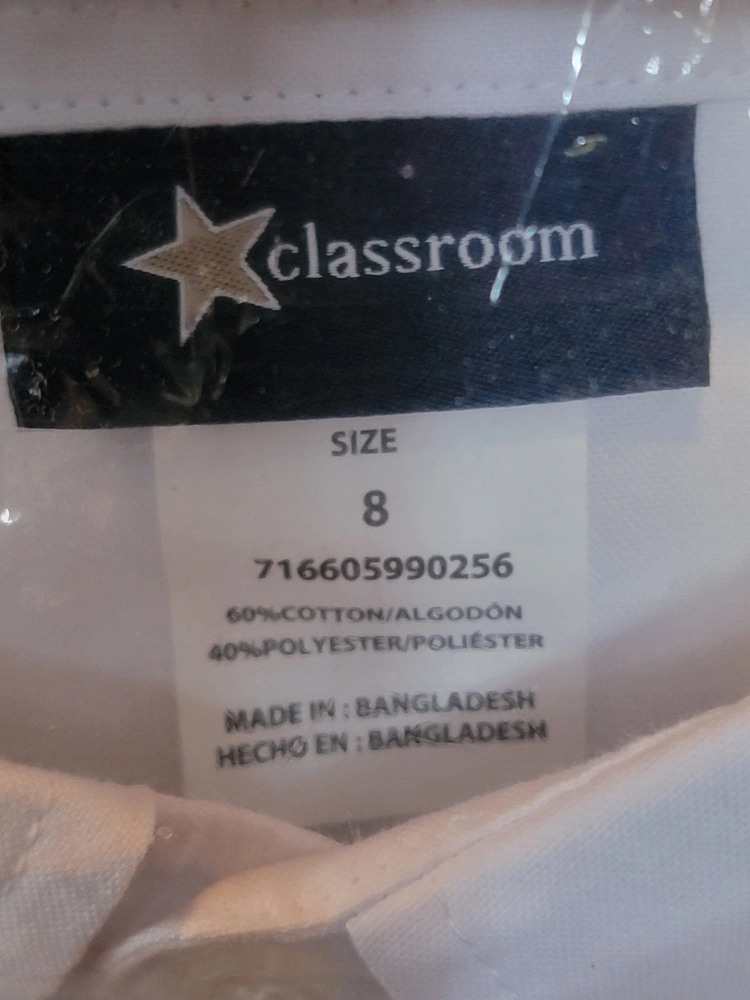 classroom
SIZE
8
716605990256
60%COTTON/ALGODÓN
40%POLYESTER/POLIÉSTER
MADE IN : BANGLADESH
HECHO EN : BANGLADESH